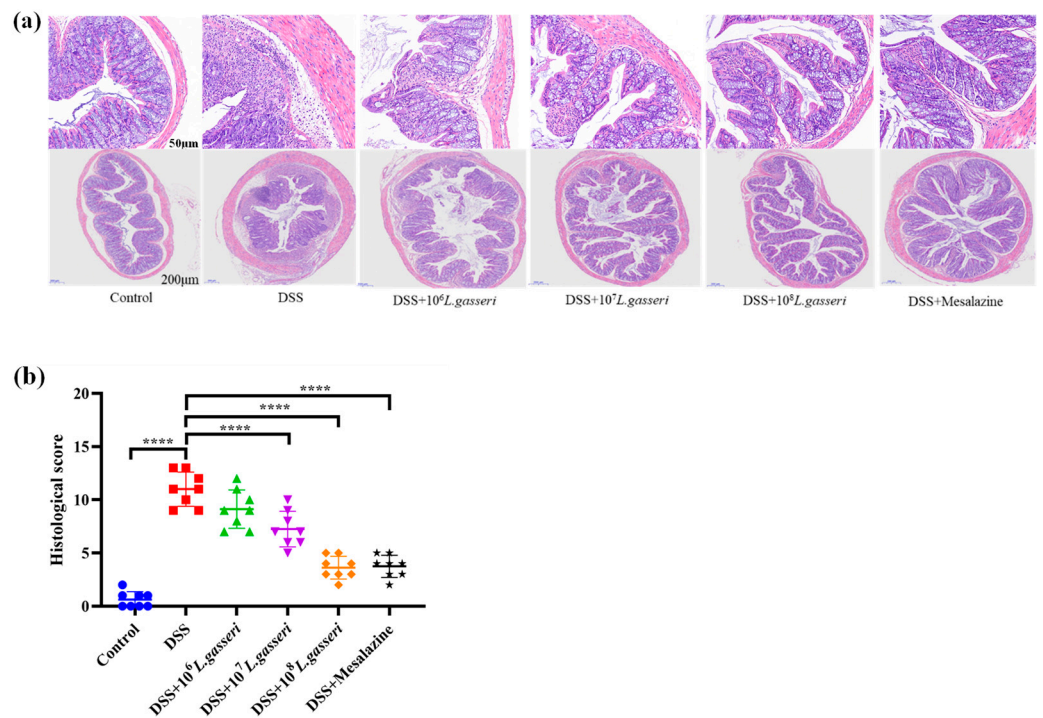 (a)
50μm
200μm
Control
DSS
DSS+10⁶L.gasseri
DSS+10⁷L.gasseri
DSS+10⁸L.gasseri
DSS+Mesalazine
(b)
Histological score
20
15
10
5
0
****
****
****
****
Control
DSS
DSS+10⁶L.gasseri
DSS+10⁷L.gasseri
DSS+10⁸L.gasseri
DSS+Mesalazine